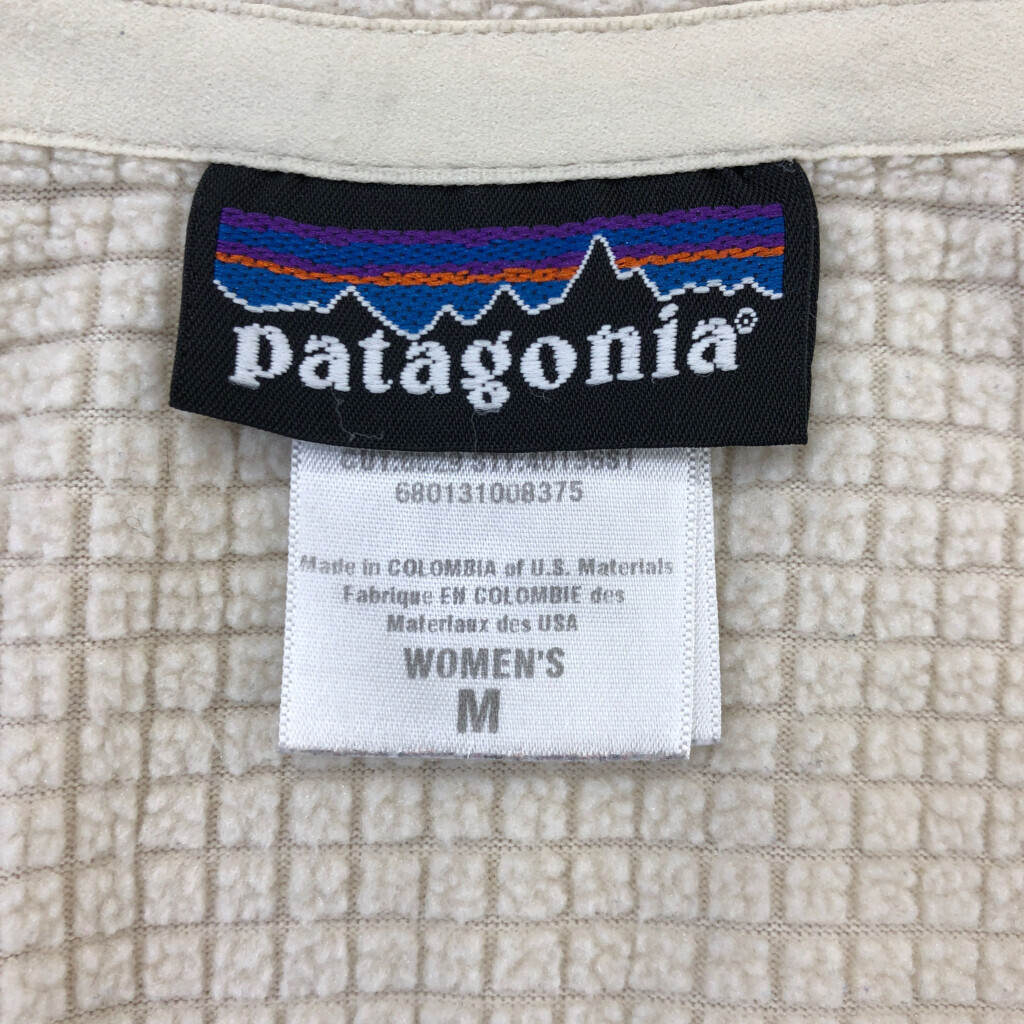 patagonia®
680131008375
Made in COLOMBIA of U.S. Materials
Fabrique EN COLOMBIE des
Materiaux des USA
WOMEN'S
M